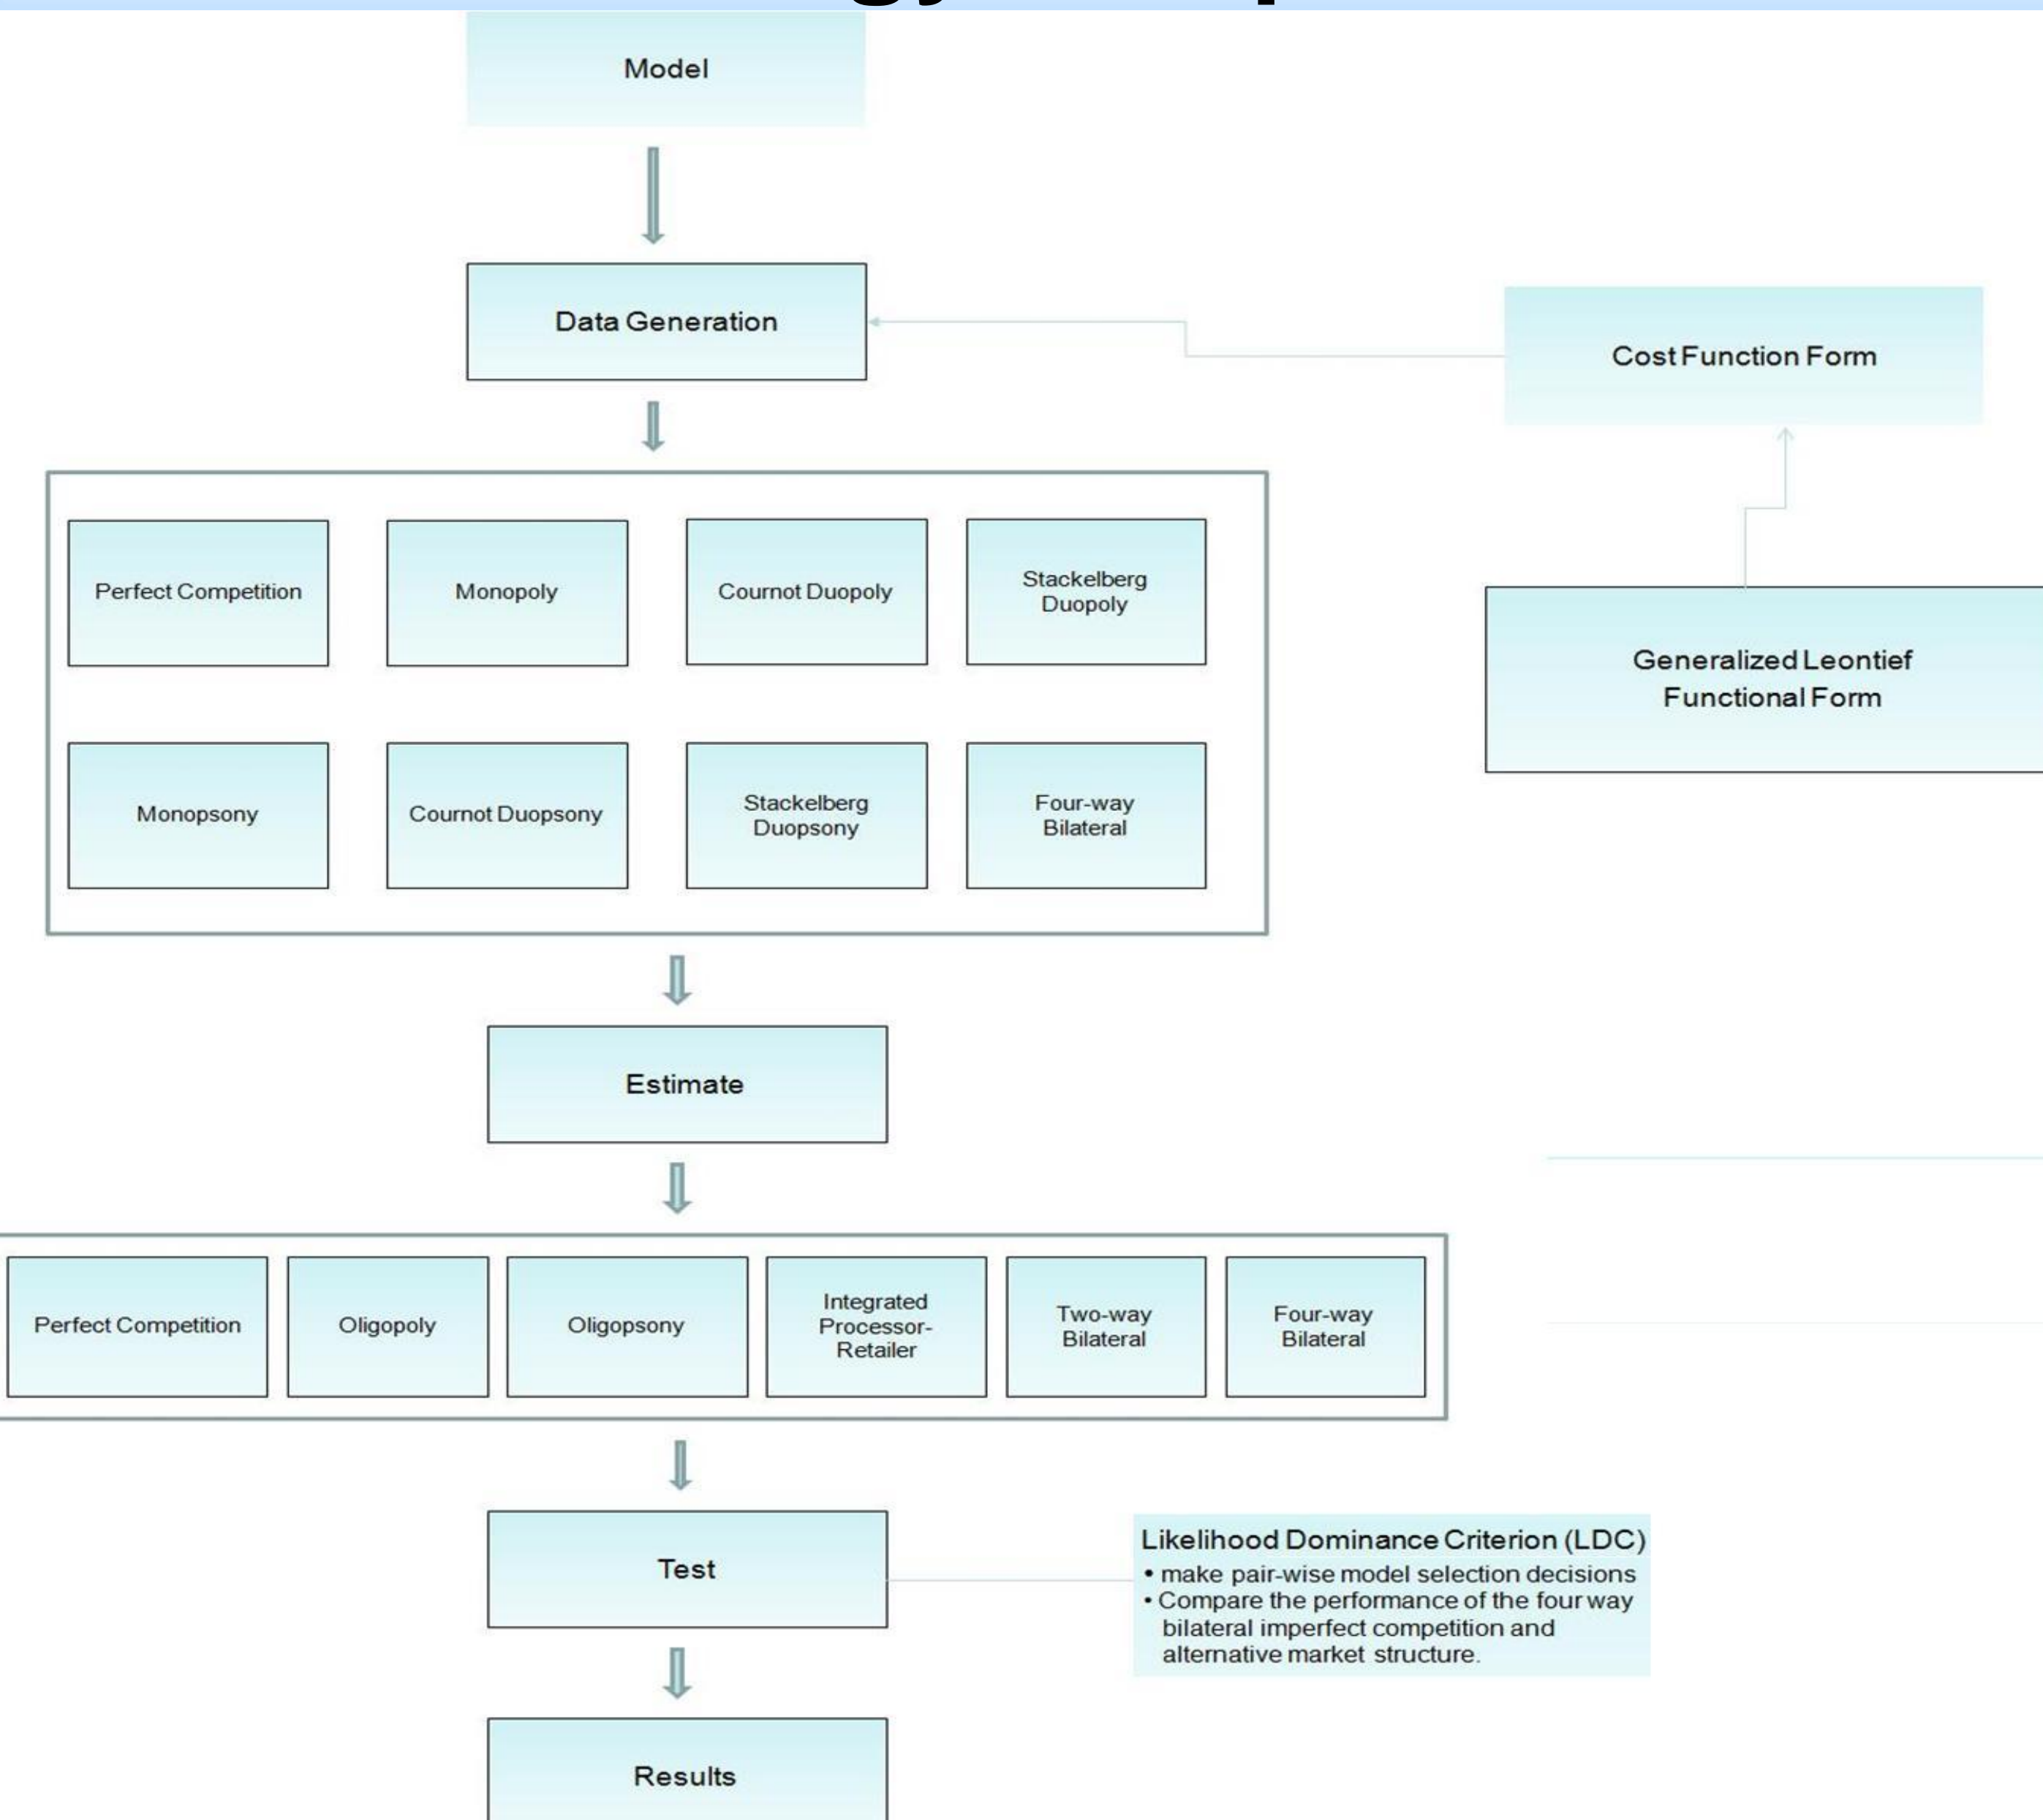 Model
Data Generation
Cost Function Form
Perfect Competition
Monopoly
Cournot Duopoly
Stackelberg
Duopoly
Generalized Leontief
Functional Form
Monopsony
Cournot Duopsony
Stackelberg
Duopsony
Four-way
Bilateral
Estimate
Perfect Competition
Oligopoly
Oligopsony
Integrated
Processor-
Retailer
Two-way
Bilateral
Four-way
Bilateral
Test
Likelihood Dominance Criterion (LDC)
• make pair-wise model selection decisions
• Compare the performance of the four way
bilateral imperfect competition and
alternative market structure.
Results